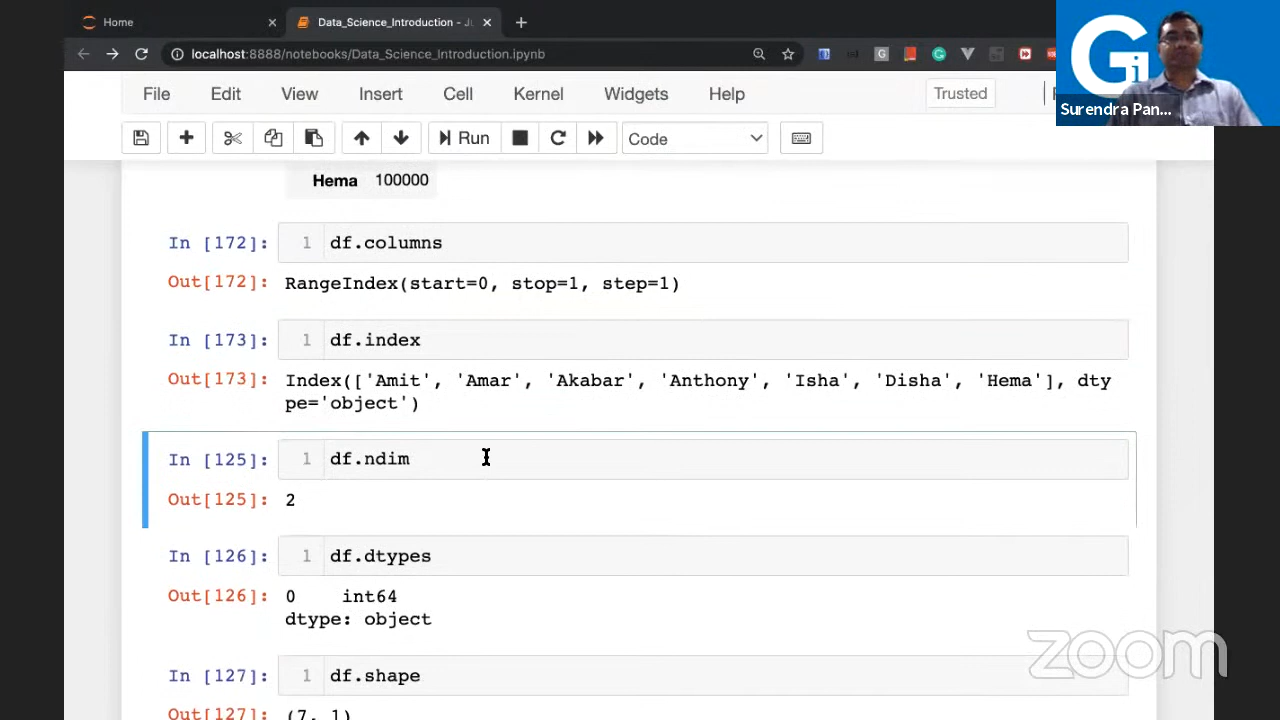 Home
Data_Science_Introduction - Ju
localhost:8888/notebooks/Data_Science_Introduction.ipynb
Surendra Pan...
File Edit View Insert Cell Kernel Widgets Help Trusted
Run Code
Hema 100000
In [172]: 1 df.columns
Out[172]: RangeIndex(start=0, stop=1, step=1)
In [173]: 1 df.index
Out[173]: Index(['Amit', 'Amar', 'Akabar', 'Anthony', 'Isha', 'Disha', 'Hema'], dty
pe='object')
In [125]: 1 df.ndim
Out[125]: 2
In [126]: 1 df.dtypes
Out[126]: 0 int64
dtype: object
zoom
In [127]: 1 df.shape
Out[127]: (7, 1)